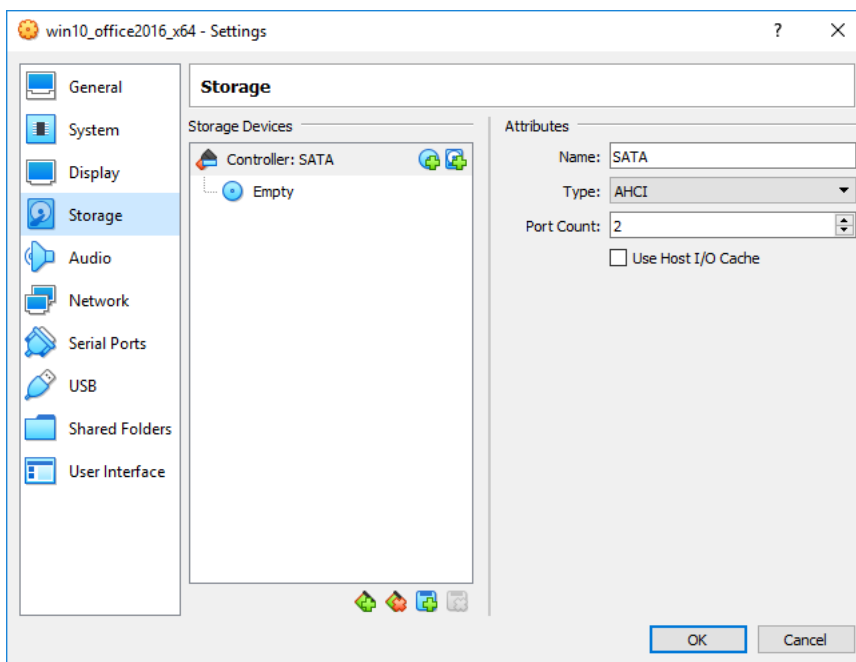 win10_office2016_x64 - Settings
?
General
System
Display
Storage
Audio
Network
Serial Ports
USB
Shared Folders
User Interface
Storage
Storage Devices
Controller: SATA
Empty
Attributes
Name: SATA
Type: AHCI
Port Count: 2
Use Host I/O Cache
OK
Cancel